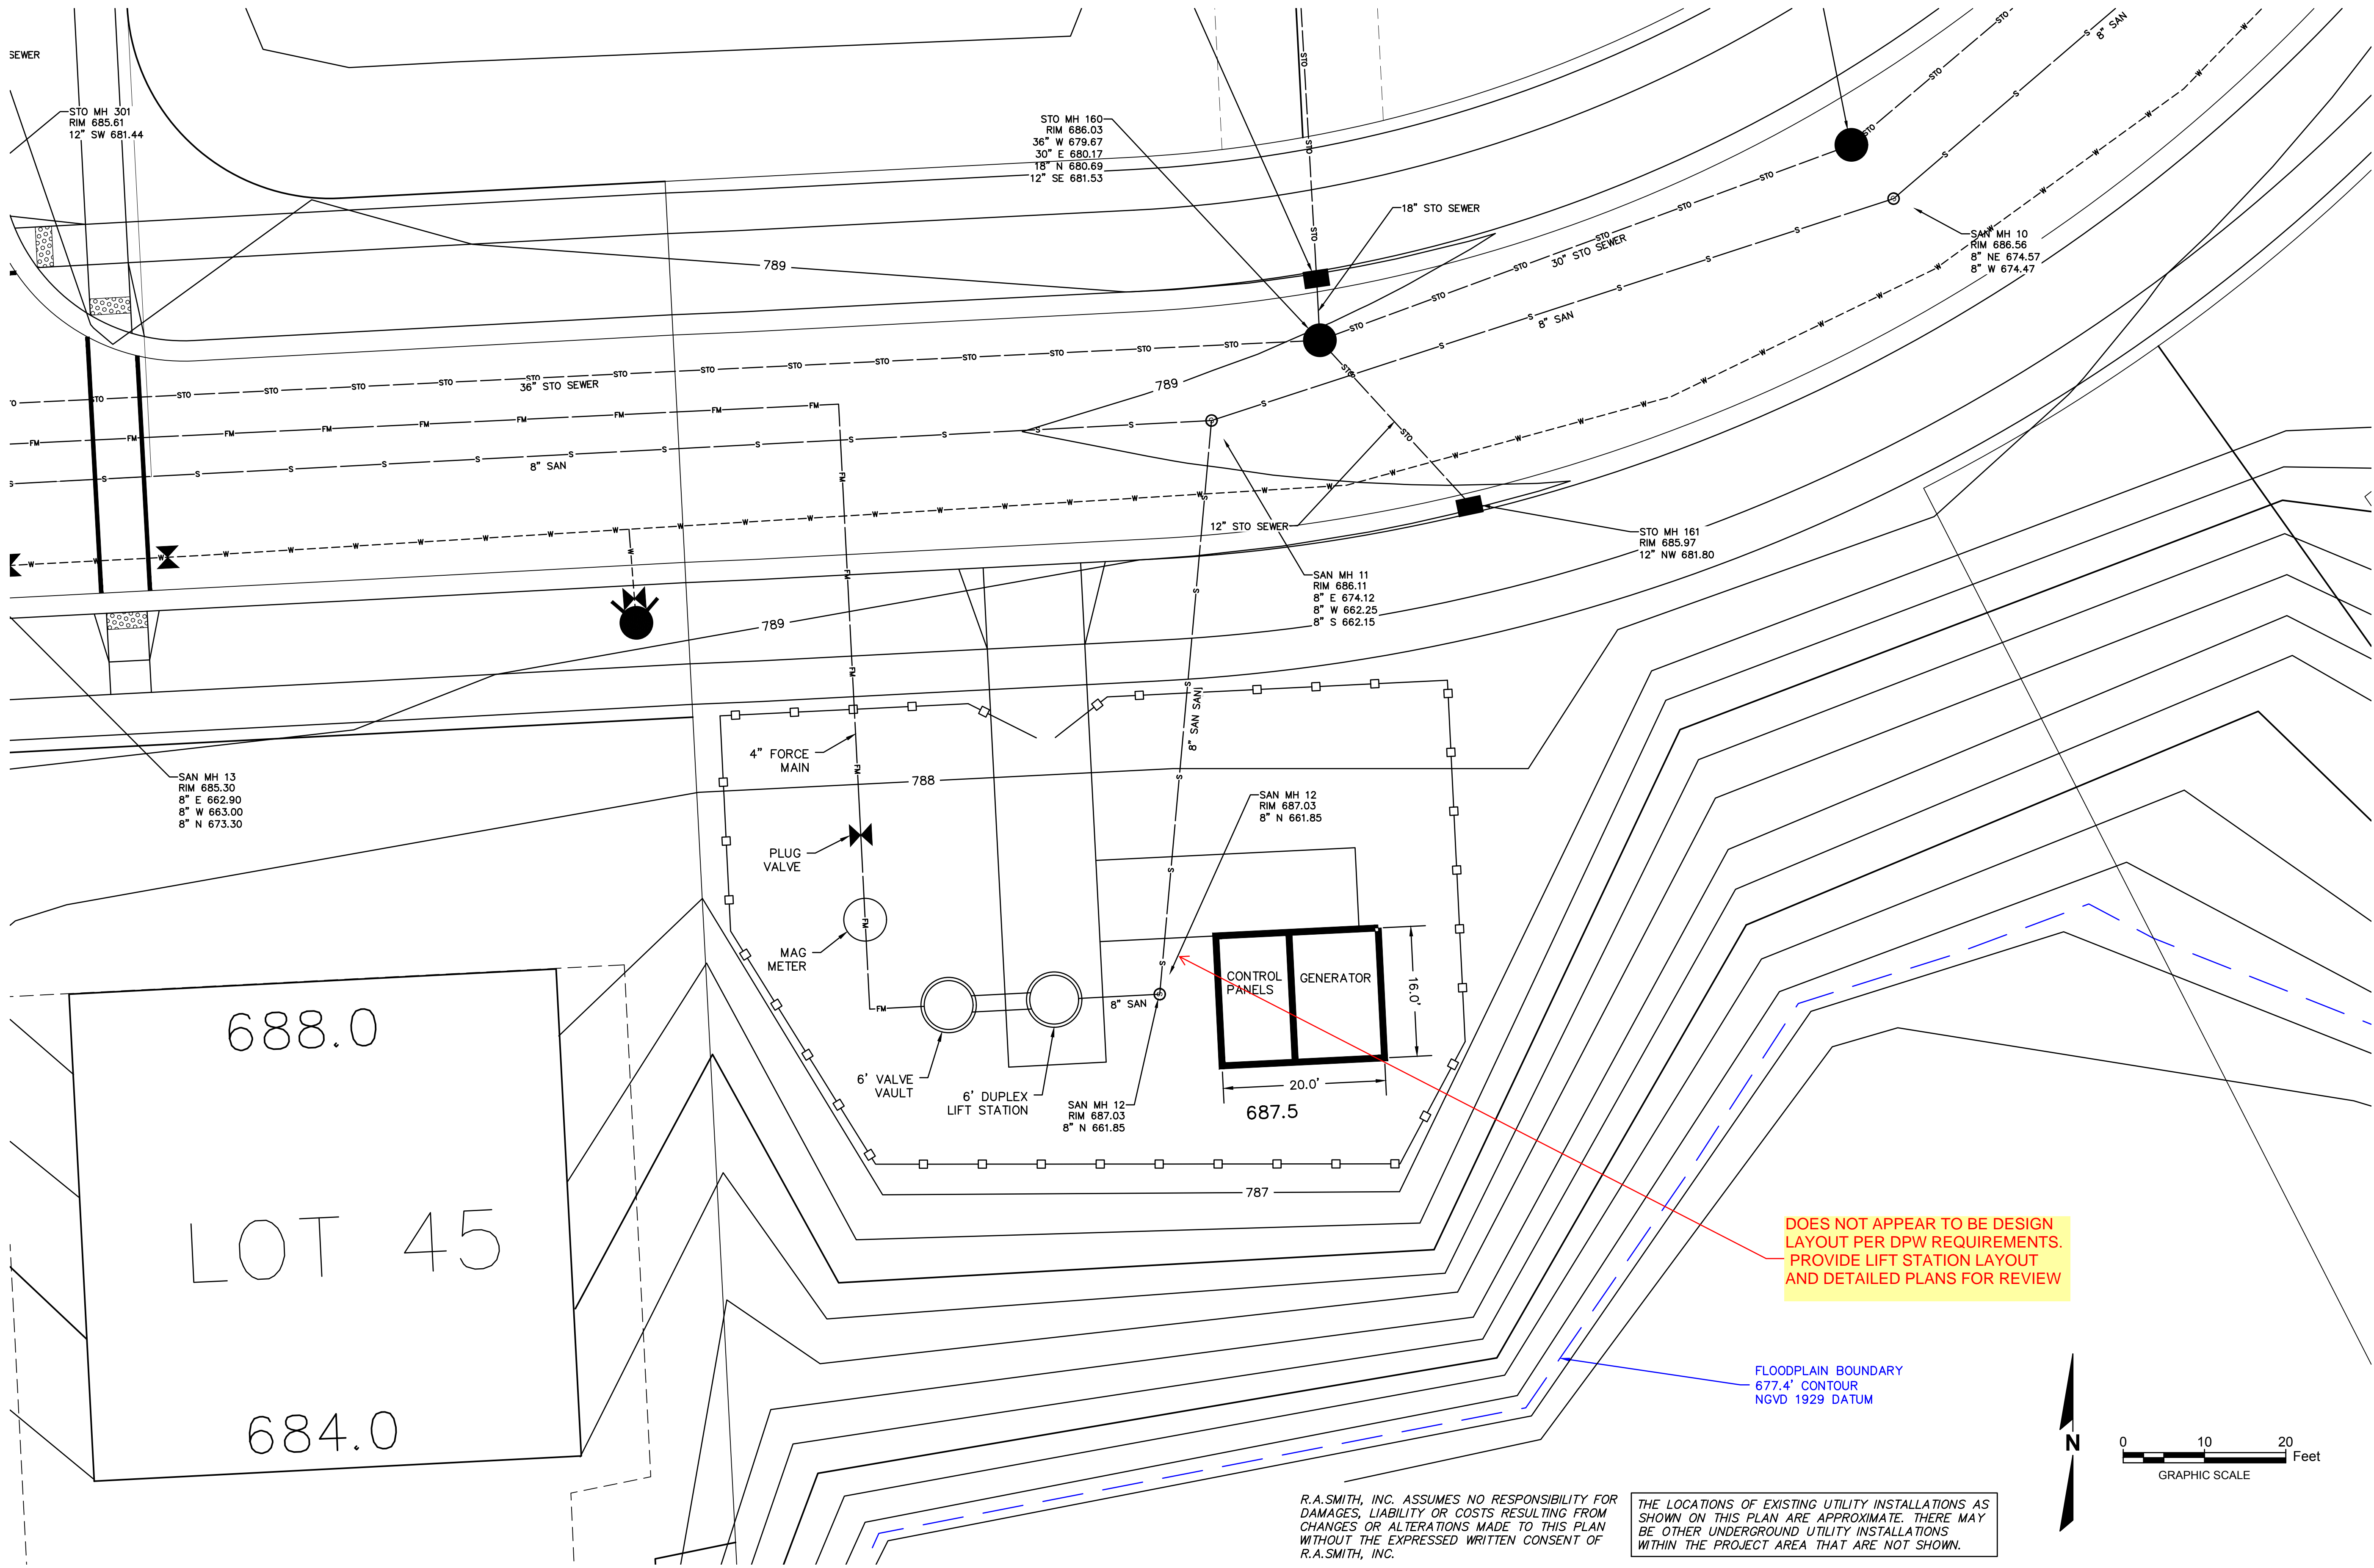 SEWER
STO MH 301
RIM 685.61
12" SW 681.44
STO MH 160
RIM 686.03
36" W 679.67
30" E 680.17
18" N 680.69
12" SE 681.53
18" STO SEWER
30" STO SEWER
8" SAN
SAN MH 10
RIM 686.56
8" NE 674.57
8" W 674.47
8" SAN
789
36" STO SEWER
789
8" SAN
12" STO SEWER
STO MH 161
RIM 685.97
12" NW 681.80
SAN MH 11
RIM 686.11
8" E 674.12
8" W 662.25
8" S 662.15
789
8" SAN SAN
4" FORCE
MAIN
788
SAN MH 13
RIM 685.30
8" E 662.90
8" W 663.00
8" N 673.30
SAN MH 12
RIM 687.03
8" N 661.85
PLUG
VALVE
MAG
METER
CONTROL
PANELS
GENERATOR
16.0'
8" SAN
20.0'
687.5
6' VALVE
VAULT
6' DUPLEX
LIFT STATION
SAN MH 12
RIM 687.03
8" N 661.85
787
688.0
LOT 45
684.0
DOES NOT APPEAR TO BE DESIGN
LAYOUT PER DPW REQUIREMENTS.
PROVIDE LIFT STATION LAYOUT
AND DETAILED PLANS FOR REVIEW
FLOODPLAIN BOUNDARY
677.4' CONTOUR
NGVD 1929 DATUM
N
0 10 20
Feet
GRAPHIC SCALE
R.A.SMITH, INC. ASSUMES NO RESPONSIBILITY FOR
DAMAGES, LIABILITY OR COSTS RESULTING FROM
CHANGES OR ALTERATIONS MADE TO THIS PLAN
WITHOUT THE EXPRESSED WRITTEN CONSENT OF
R.A.SMITH, INC.
THE LOCATIONS OF EXISTING UTILITY INSTALLATIONS AS
SHOWN ON THIS PLAN ARE APPROXIMATE. THERE MAY
BE OTHER UNDERGROUND UTILITY INSTALLATIONS
WITHIN THE PROJECT AREA THAT ARE NOT SHOWN.